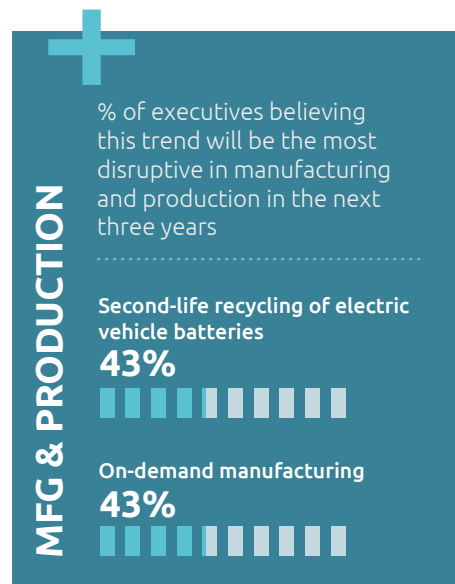 MFG & PRODUCTION
% of executives believing
this trend will be the most
disruptive in manufacturing
and production in the next
three years
Second-life recycling of electric
vehicle batteries
43%
On-demand manufacturing
43%